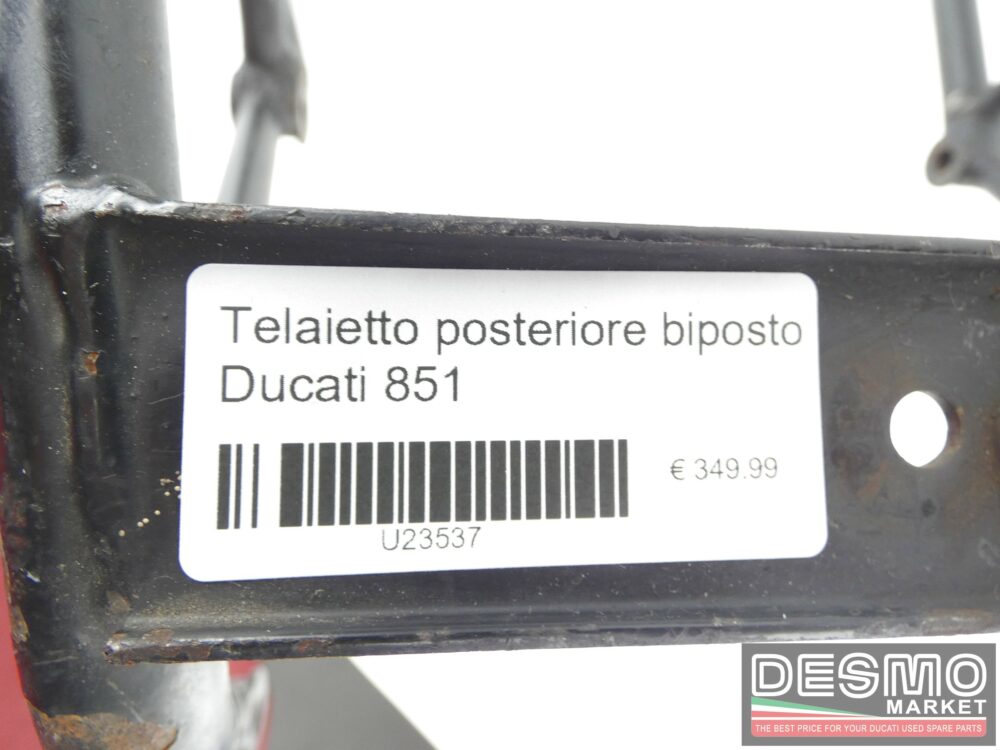 Telaietto posteriore biposto
Ducati 851
€ 349.99
U23537
DESMO
MARKET
THE BEST PRICE FOR YOUR DUCATI USED SPARE PARTS